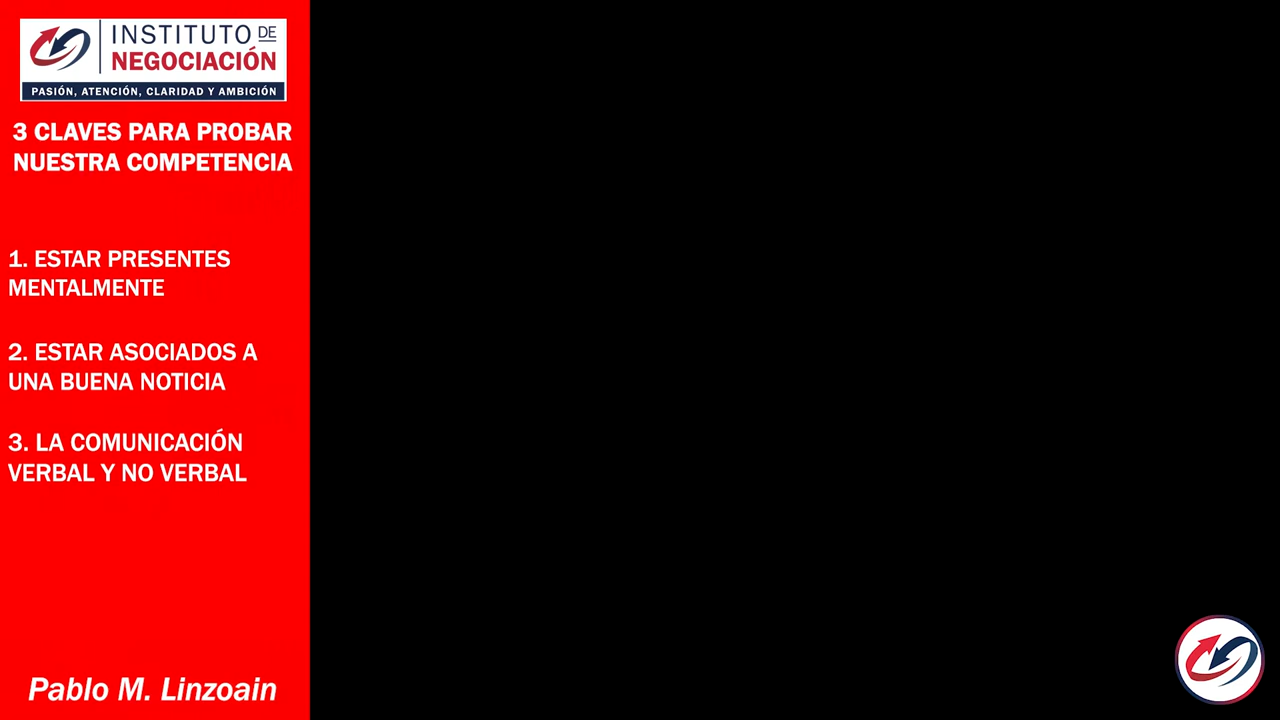 INSTITUTO DE
NEGOCIACIÓN
PASIÓN, ATENCIÓN, CLARIDAD Y AMBICIÓN
3 CLAVES PARA PROBAR
NUESTRA COMPETENCIA
1. ESTAR PRESENTES
MENTALMENTE
2. ESTAR ASOCIADOS A
UNA BUENA NOTICIA
3. LA COMUNICACIÓN
VERBAL Y NO VERBAL
Pablo M. Linzoain